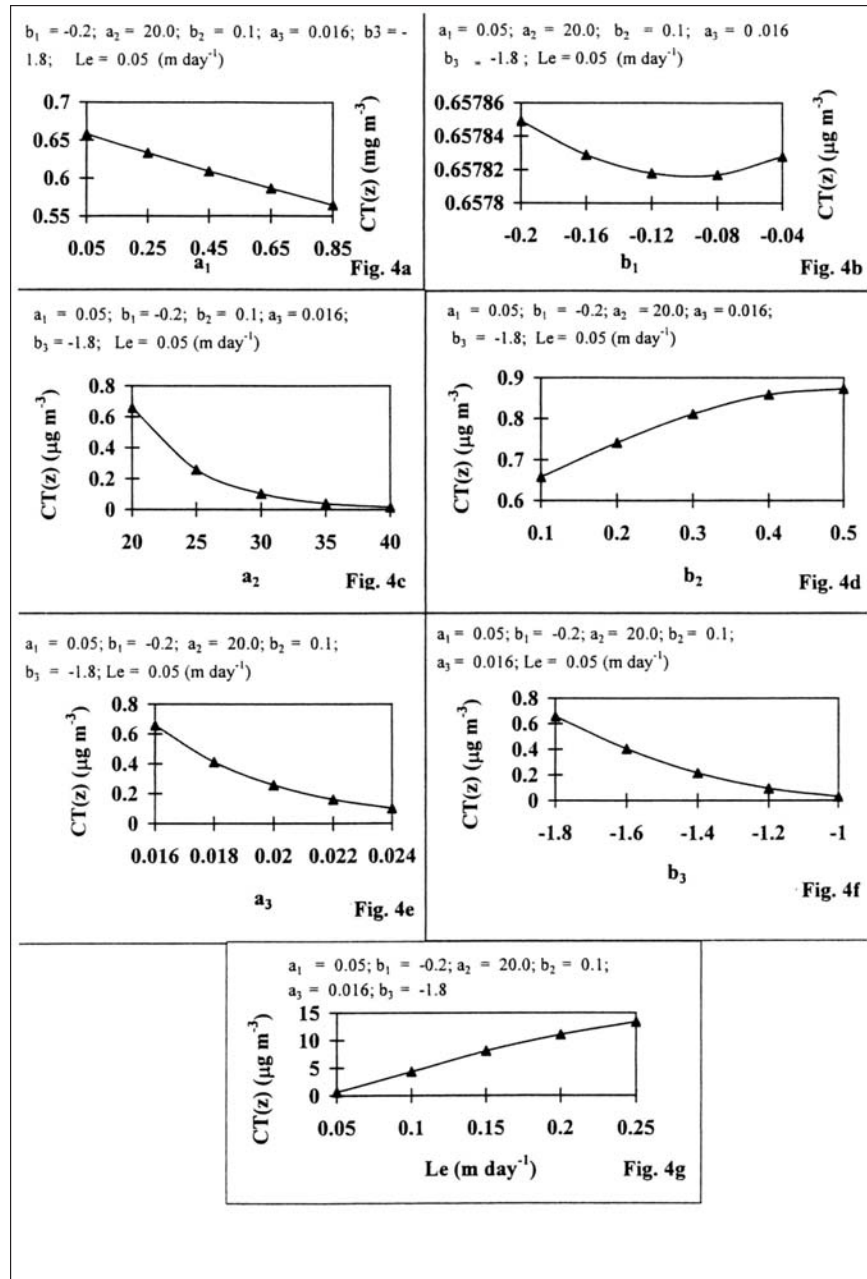 b₁ = -0.2; a₂ = 20.0; b₂ = 0.1; a₃ = 0.016; b3 = -
1.8; Le = 0.05 (m day⁻¹)
0.7
0.65
0.6
0.55
0.05 0.25 0.45 0.65 0.85
a₁
Fig. 4a
CT(z) (mg m⁻³)
a₁ = 0.05; a₂ = 20.0; b₂ = 0.1; a₃ = 0.016
b₃ = -1.8; Le = 0.05 (m day⁻¹)
0.65786
0.65784
0.65782
0.6578
-0.2 -0.16 -0.12 -0.08 -0.04
b₁
Fig. 4b
CT(z) (µg m⁻³)
a₁ = 0.05; b₁ = -0.2; b₂ = 0.1; a₃ = 0.016;
b₃ = -1.8; Le = 0.05 (m day⁻¹)
CT(z) (µg m⁻³)
0.8
0.6
0.4
0.2
0
20 25 30 35 40
a₂
Fig. 4c
a₁ = 0.05; b₁ = -0.2; a₂ = 20.0; a₃ = 0.016;
b₃ = -1.8; Le = 0.05 (m day⁻¹)
CT(z) (µg m⁻³)
0.9
0.8
0.7
0.6
0.1 0.2 0.3 0.4 0.5
b₂
Fig. 4d
a₁ = 0.05; b₁ = -0.2; a₂ = 20.0; b₂ = 0.1;
b₃ = -1.8; Le = 0.05 (m day⁻¹)
CT(z) (µg m⁻³)
0.8
0.6
0.4
0.2
0
0.016 0.018 0.02 0.022 0.024
a₃
Fig. 4e
a₁ = 0.05; b₁ = -0.2; a₂ = 20.0; b₂ = 0.1;
a₃ = 0.016; Le = 0.05 (m day⁻¹)
CT(z) (µg m⁻³)
0.8
0.6
0.4
0.2
0
-1.8 -1.6 -1.4 -1.2 -1
b₃
Fig. 4f
a₁ = 0.05; b₁ = -0.2; a₂ = 20.0; b₂ = 0.1;
a₃ = 0.016; b₃ = -1.8
CT(z) (µg m⁻³)
15
10
5
0
0.05 0.1 0.15 0.2 0.25
Le (m day⁻¹)
Fig. 4g